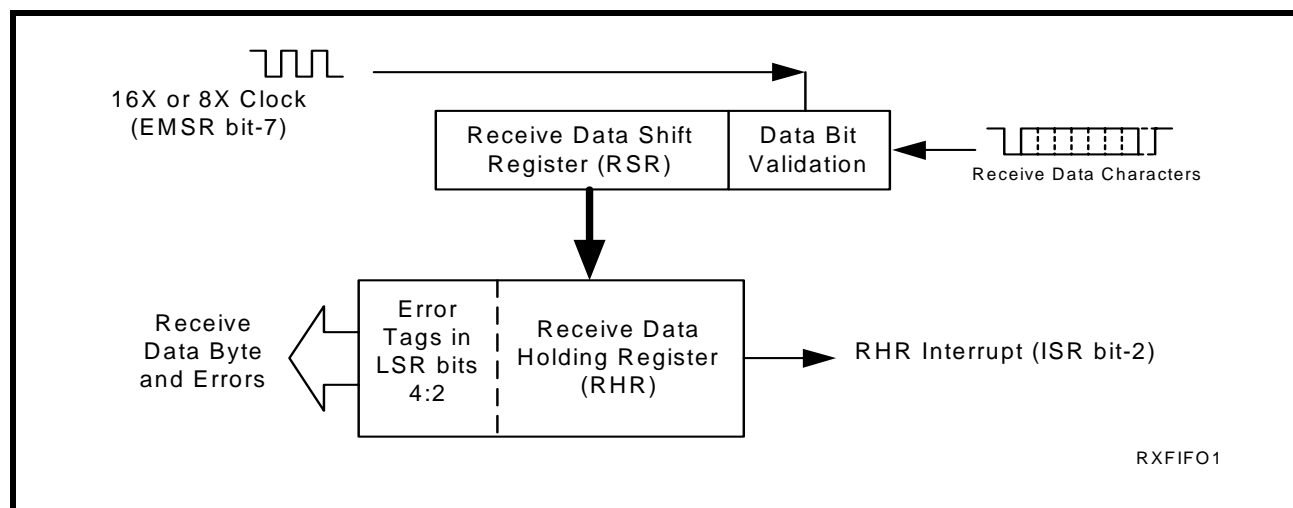 16X or 8X Clock
(EMSR bit-7)
Receive Data Shift
Register (RSR)
Data Bit
Validation
Receive Data Characters
Receive
Data Byte
and Errors
Error
Tags in
LSR bits
4:2
Receive Data
Holding Register
(RHR)
RHR Interrupt (ISR bit-2)
RXFIFO1